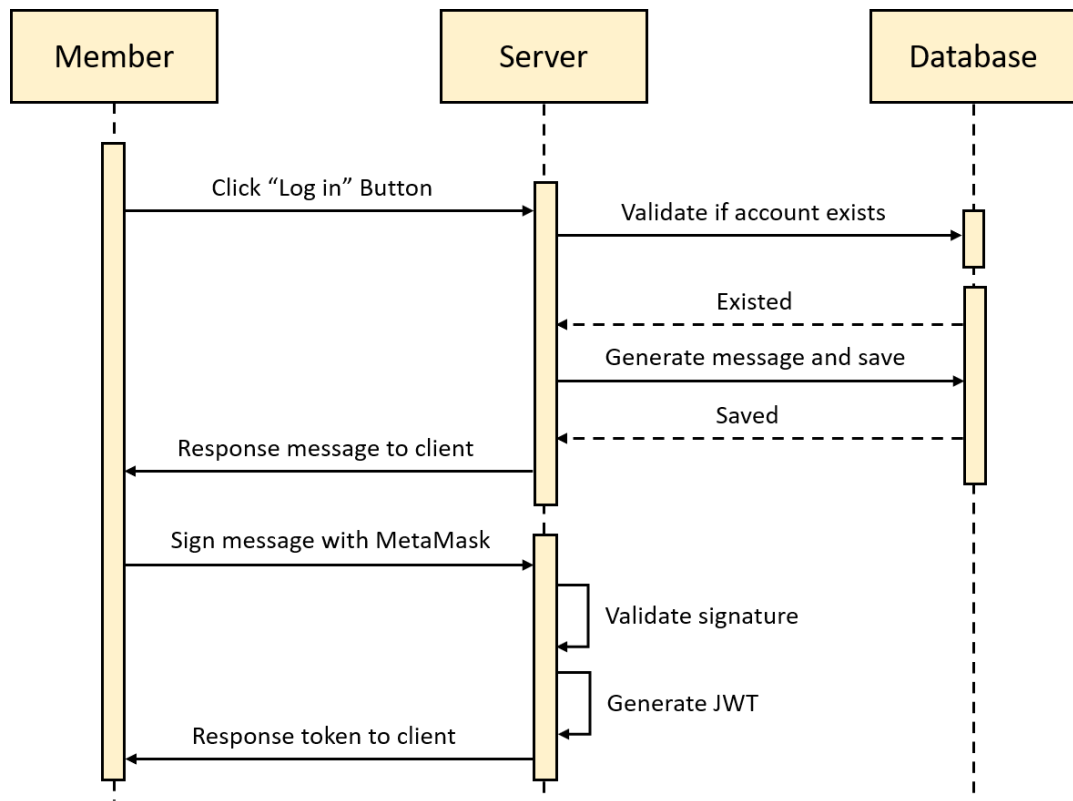 Member
Server
Database
Click “Log in” Button
Validate if account exists
Existed
Generate message and save
Saved
Response message to client
Sign message with MetaMask
Validate signature
Generate JWT
Response token to client